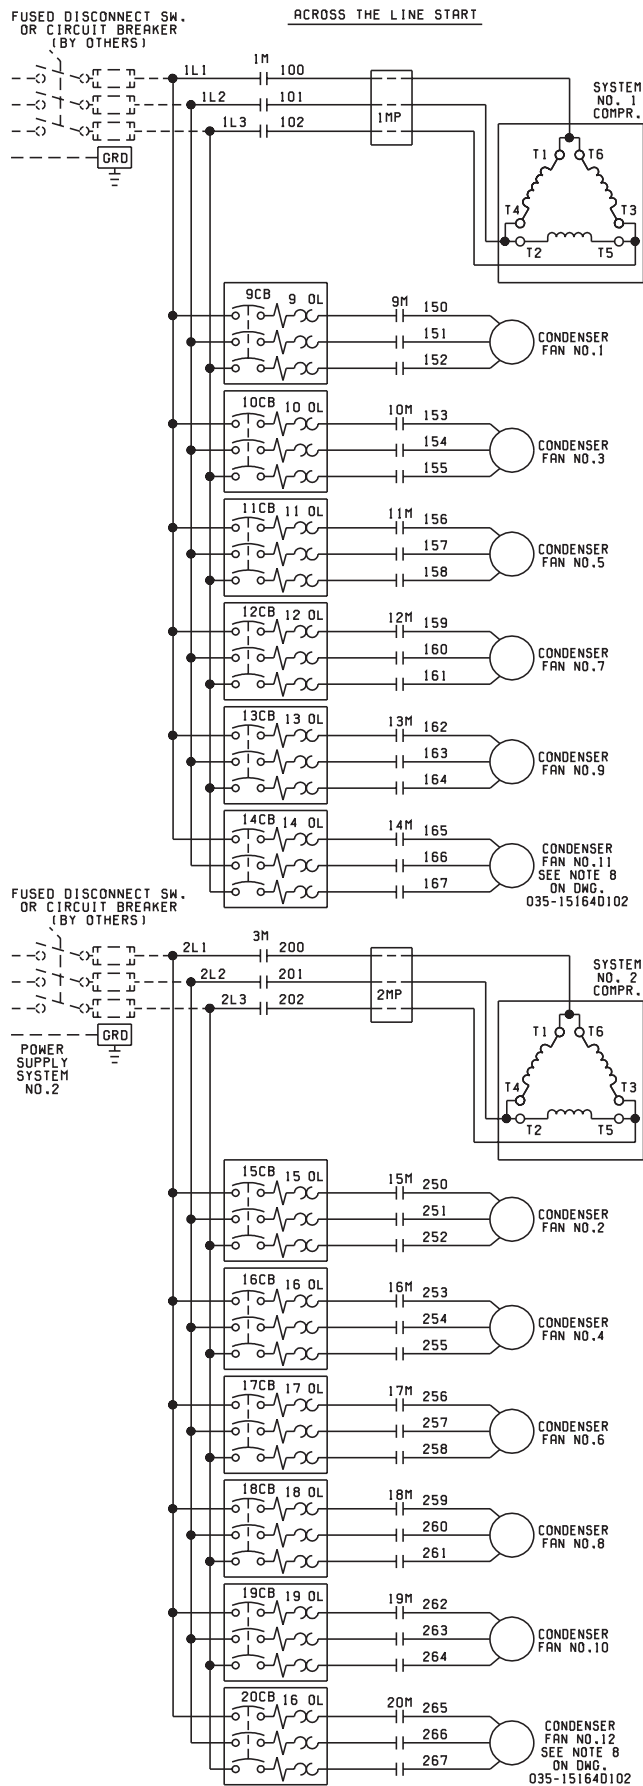 ACROSS THE LINE START
FUSED DISCONNECT SW.
OR CIRCUIT BREAKER
(BY OTHERS)
1L1 1M 100
1L2 101
1L3 102
1MP
GRD
SYSTEM
NO. 1
COMPR.
T1 T6
T4 T3
T2 T5
9CB 9 OL 9M 150
151
152
CONDENSER
FAN NO.1
10CB 10 OL 10M 153
154
155
CONDENSER
FAN NO.3
11CB 11 OL 11M 156
157
158
CONDENSER
FAN NO.5
12CB 12 OL 12M 159
160
161
CONDENSER
FAN NO.7
13CB 13 OL 13M 162
163
164
CONDENSER
FAN NO.9
14CB 14 OL 14M 165
166
167
CONDENSER
FAN NO.11
SEE NOTE 8
ON DWG.
035-15164D102
FUSED DISCONNECT SW.
OR CIRCUIT BREAKER
(BY OTHERS)
2L1 3M 200
2L2 201
2L3 202
2MP
GRD
POWER
SUPPLY
SYSTEM
NO.2
SYSTEM
NO. 2
COMPR.
T1 T6
T4 T3
T2 T5
15CB 15 OL 15M 250
251
252
CONDENSER
FAN NO.2
16CB 16 OL 16M 253
254
255
CONDENSER
FAN NO.4
17CB 17 OL 17M 256
257
258
CONDENSER
FAN NO.6
18CB 18 OL 18M 259
260
261
CONDENSER
FAN NO.8
19CB 19 OL 19M 262
263
264
CONDENSER
FAN NO.10
20CB 16 OL 20M 265
266
267
CONDENSER
FAN NO.12
SEE NOTE 8
ON DWG.
035-15164D102